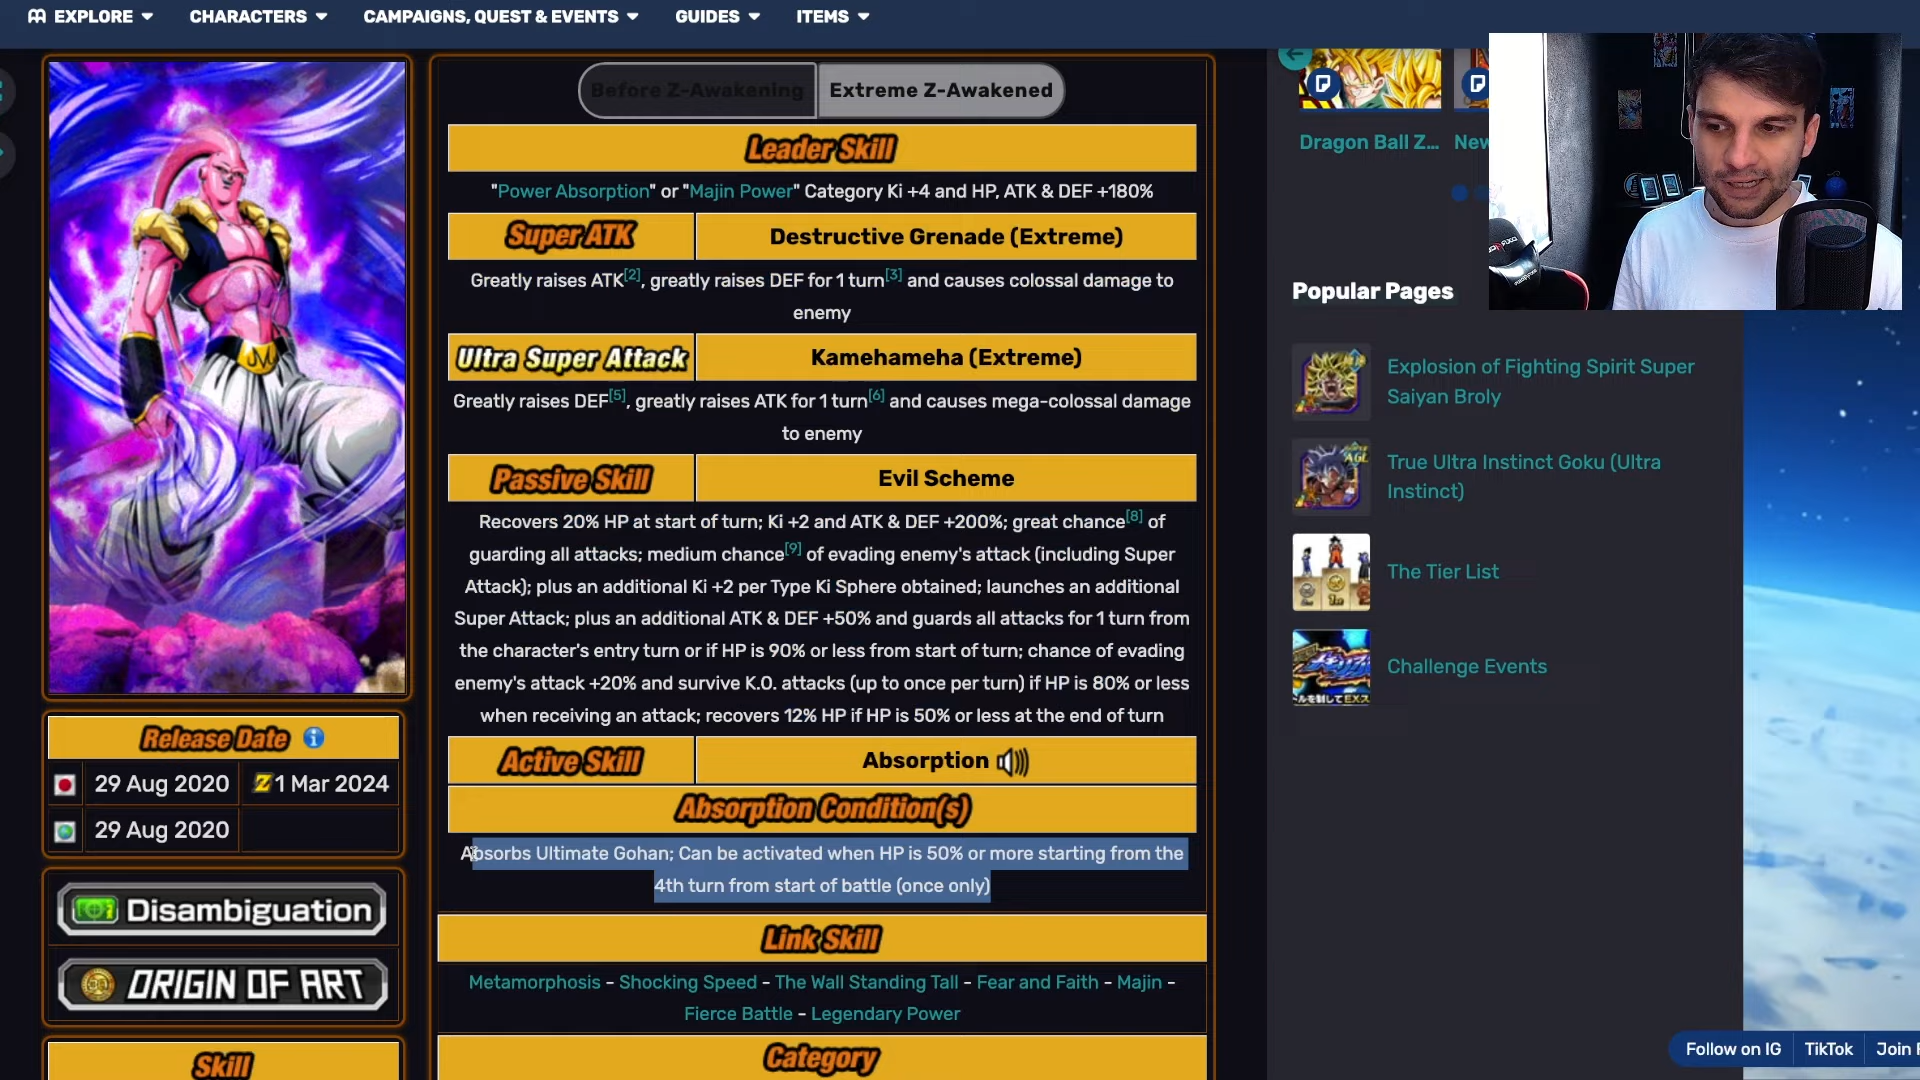 EXPLORE CHARACTERS CAMPAIGNS, QUEST & EVENTS GUIDES ITEMS
Before Z-Awakening Extreme Z-Awakened
Leader Skill
"Power Absorption" or "Majin Power" Category Ki +4 and HP, ATK & DEF +180%
Super ATK Destructive Grenade (Extreme)
Greatly raises ATK[2], greatly raises DEF for 1 turn[3] and causes colossal damage to
enemy
Ultra Super Attack Kamehameha (Extreme)
Greatly raises DEF[5], greatly raises ATK for 1 turn[6] and causes mega-colossal damage
to enemy
Passive Skill Evil Scheme
Recovers 20% HP at start of turn; Ki +2 and ATK & DEF +200%; great chance[8] of
guarding all attacks; medium chance[9] of evading enemy's attack (including Super
Attack); plus an additional Ki +2 per Type Ki Sphere obtained; launches an additional
Super Attack; plus an additional ATK & DEF +50% and guards all attacks for 1 turn from
the character's entry turn or if HP is 90% or less from start of turn; chance of evading
enemy's attack +20% and survive K.O. attacks (up to once per turn) if HP is 80% or less
when receiving an attack; recovers 12% HP if HP is 50% or less at the end of turn
Active Skill Absorption
Absorption Condition(s)
Absorbs Ultimate Gohan; Can be activated when HP is 50% or more starting from the
4th turn from start of battle (once only)
Link Skill
Metamorphosis – Shocking Speed – The Wall Standing Tall – Fear and Faith – Majin –
Fierce Battle – Legendary Power
Category
Release Date
29 Aug 2020 Z 1 Mar 2024
29 Aug 2020
Disambiguation
ORIGIN OF ART
Skill
Dragon Ball Z... New
Popular Pages
Explosion of Fighting Spirit Super
Saiyan Broly
True Ultra Instinct Goku (Ultra
Instinct)
The Tier List
Challenge Events
Follow on IG TikTok Join